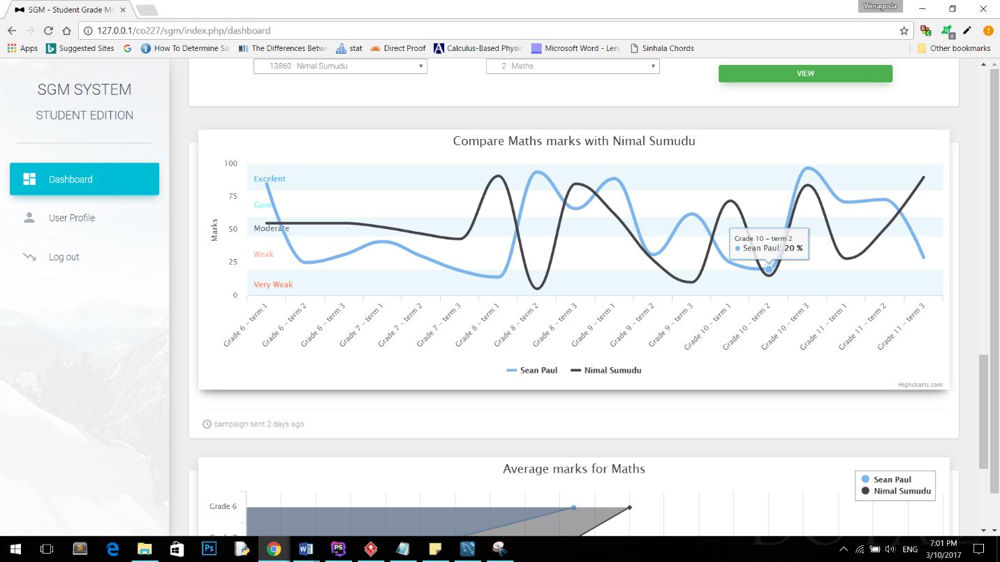 SGM - Student Grade Mo
Weragoda
127.0.0.1/co227/sgm/index.php/dashboard
0
Apps Suggested Sites How To Determine Sa The Differences Betwe stat Direct Proof Calculus-Based Physic Microsoft Word - Len Sinhala Chords Other bookmarks
SGM SYSTEM
STUDENT EDITION
Dashboard
User Profile
Log out
13860 : Nimal Sumudu
2 : Maths
VIEW
Compare Maths marks with Nimal Sumudu
Marks
100
75
50
25
0
Excelent
Good
Moderate
Weak
Very Weak
Grade 10 – term 2
Sean Paul: 20 %
Grade 6 – term 1
Grade 6 – term 2
Grade 6 – term 3
Grade 7 – term 1
Grade 7 – term 2
Grade 7 – term 3
Grade 8 – term 1
Grade 8 – term 2
Grade 8 – term 3
Grade 9 – term 1
Grade 9 – term 2
Grade 9 – term 3
Grade 10 – term 1
Grade 10 – term 2
Grade 10 – term 3
Grade 11 – term 1
Grade 11 – term 2
Grade 11 – term 3
Sean Paul Nimal Sumudu
Highcharts.com
campaign sent 2 days ago
Average marks for Maths
Sean Paul
Nimal Sumudu
Grade 6
ENG
7:01 PM
3/10/2017